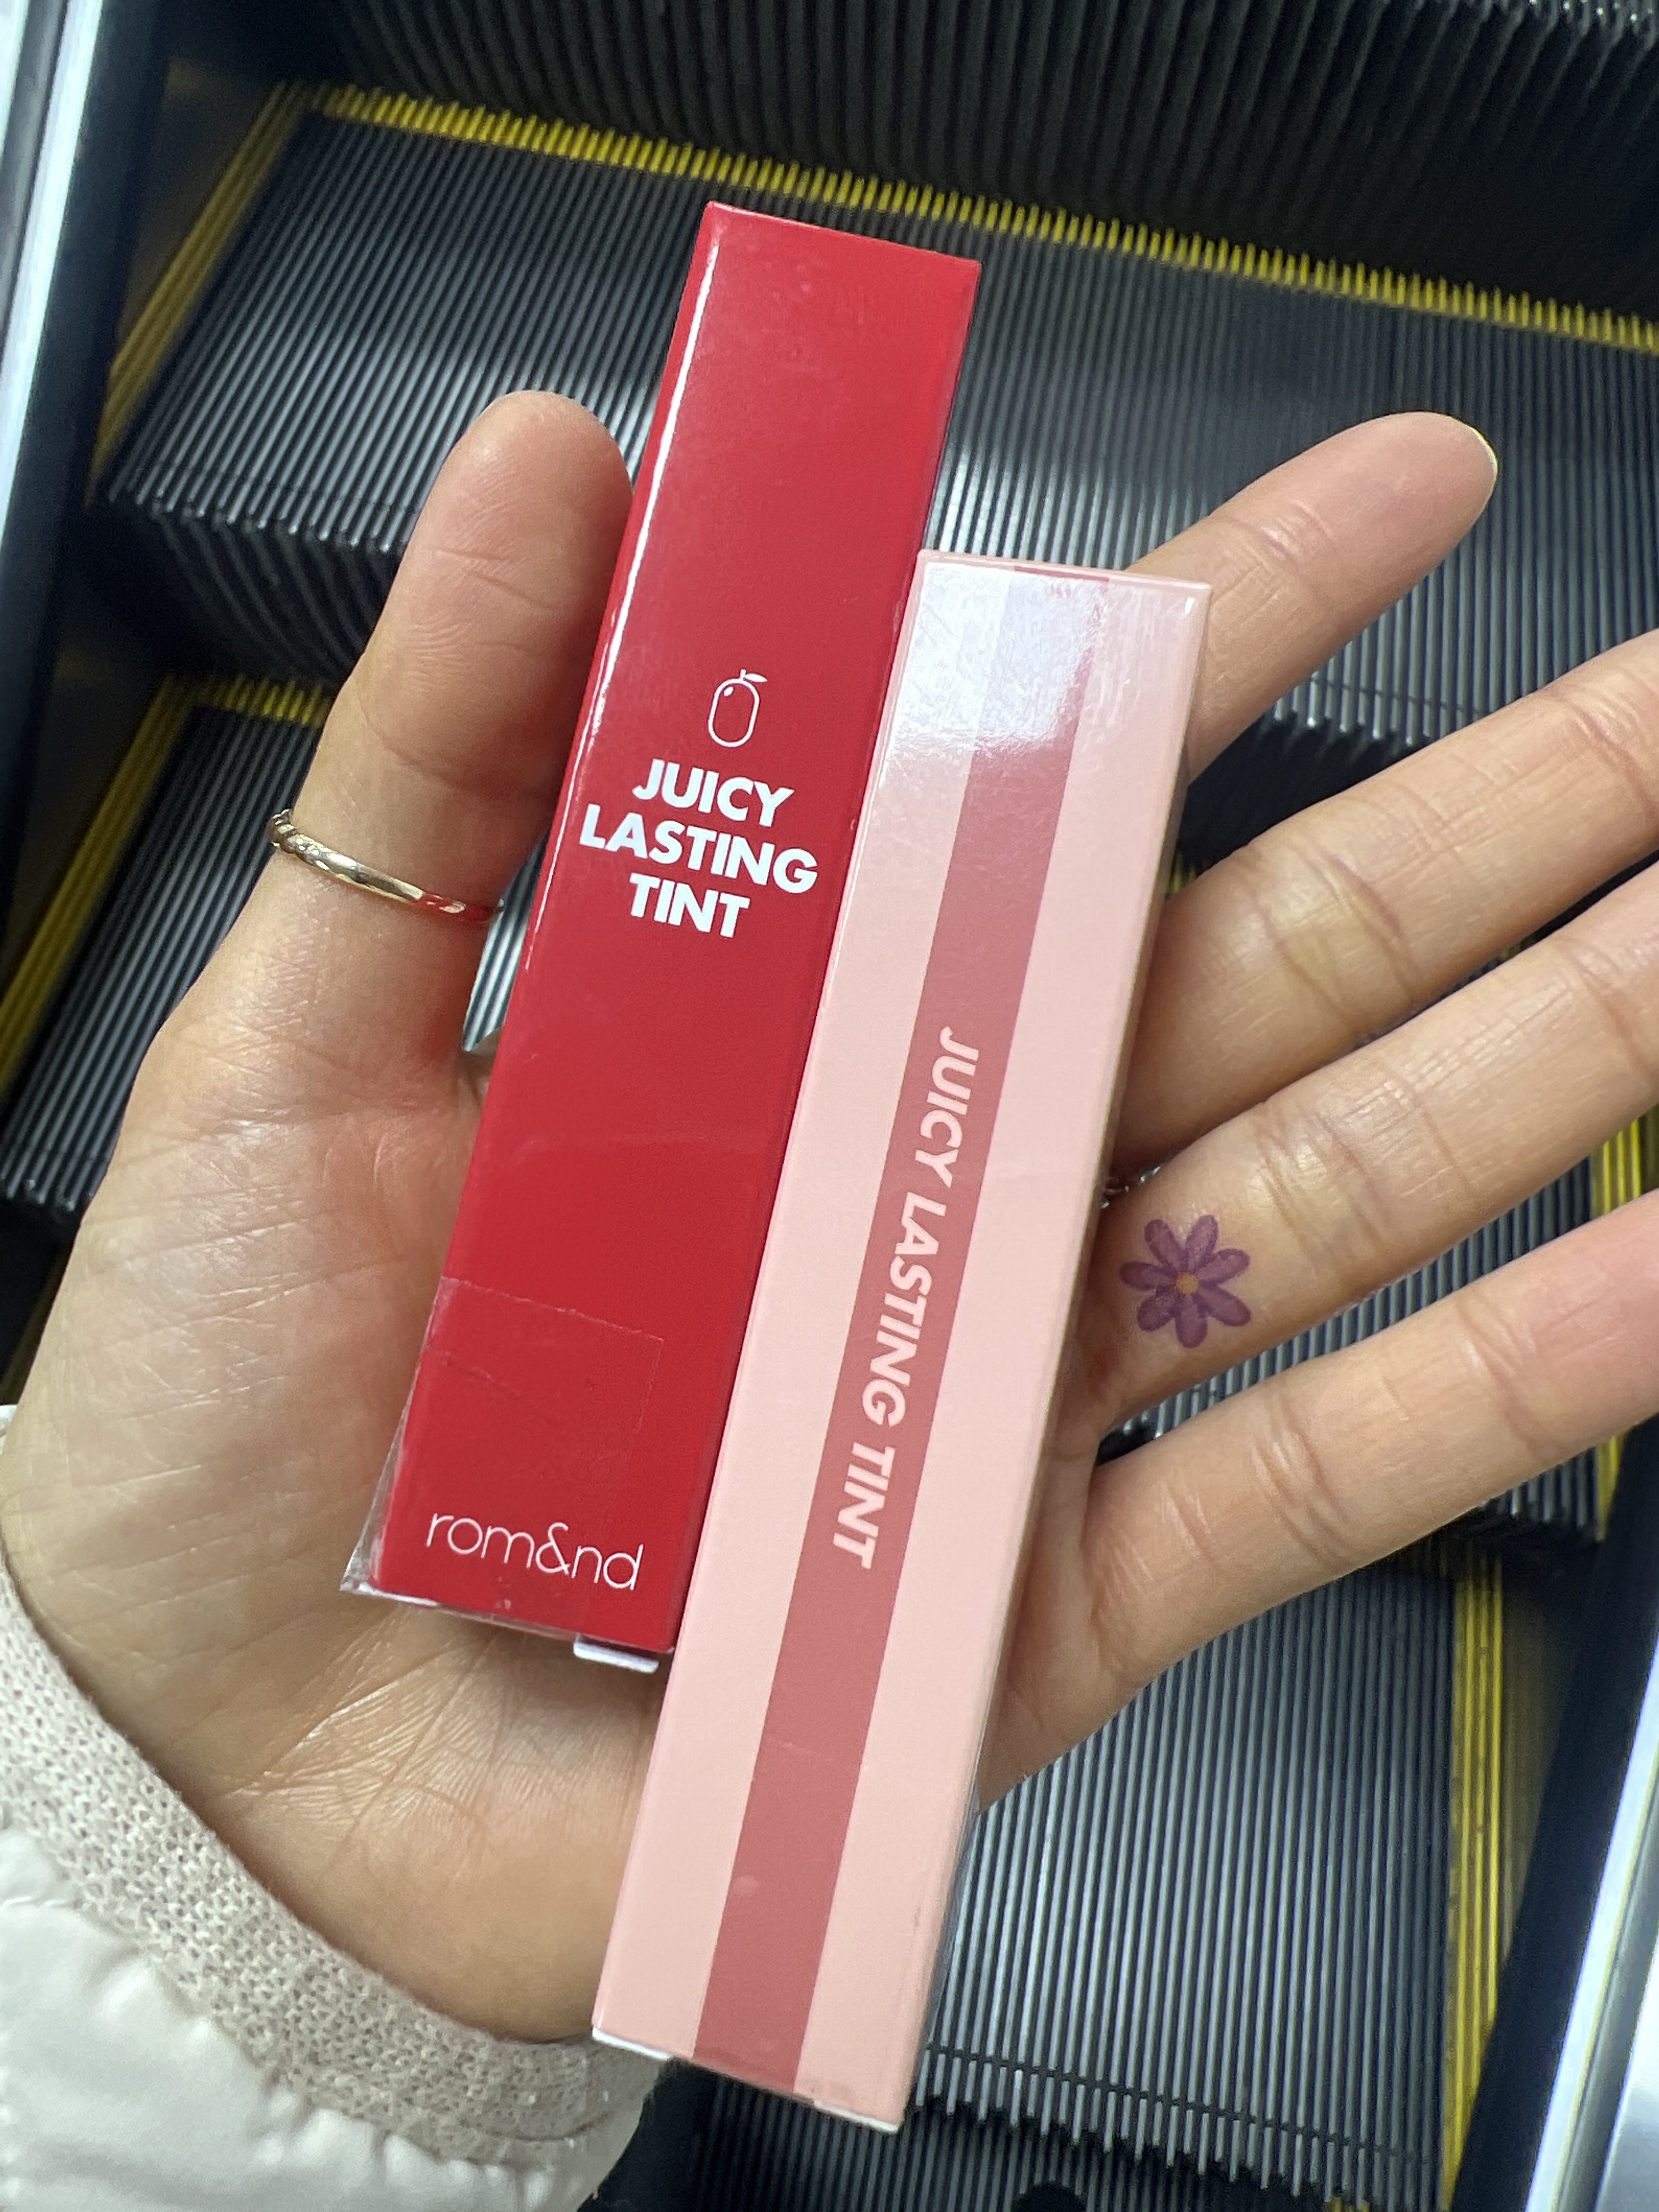 JUICY
LASTING
TINT
rom&nd
JUICY LASTING TINT